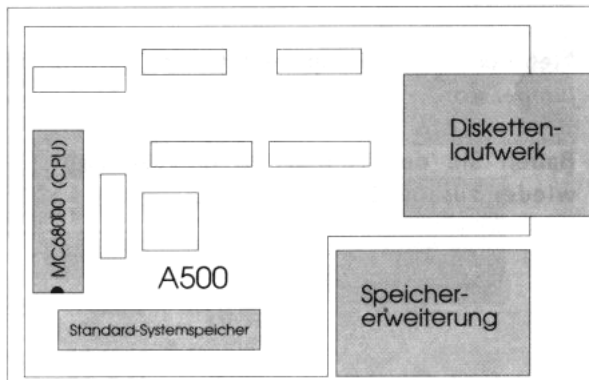 Disketten-
laufwerk
MC68000 (CPU)
A500
Speicher-
erweiterung
Standard-Systemspeicher